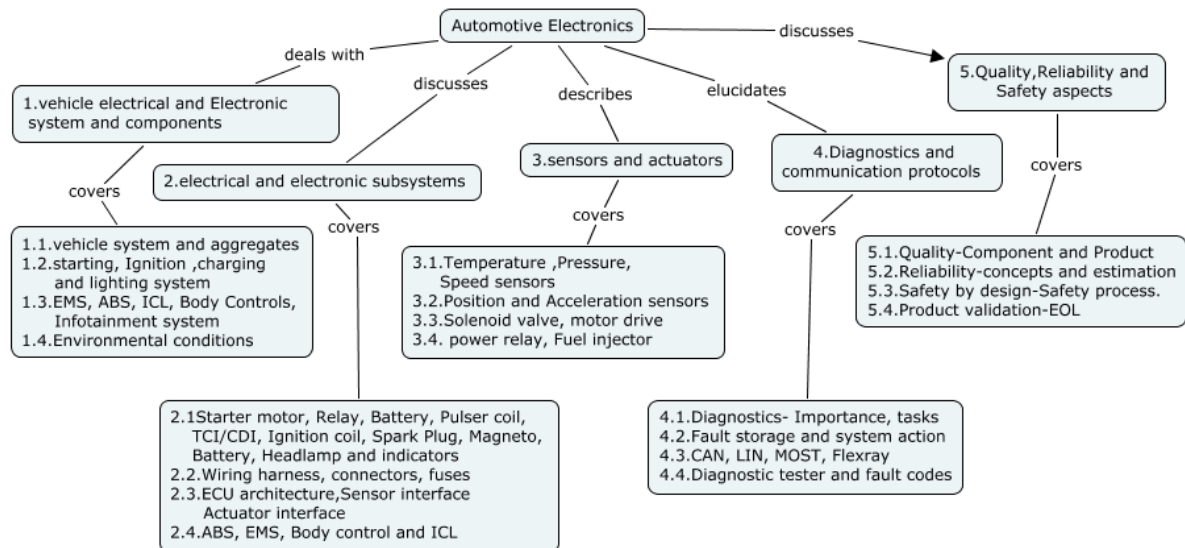 Automotive Electronics
deals with
discusses
describes
elucidates
discusses
1.vehicle electrical and Electronic
system and components
2.electrical and electronic subsystems
3.sensors and actuators
4.Diagnostics and
communication protocols
5.Quality,Reliability and
Safety aspects
covers
covers
covers
covers
covers
1.1.vehicle system and aggregates
1.2.starting, Ignition ,charging
and lighting system
1.3.EMS, ABS, ICL, Body Controls,
Infotainment system
1.4.Environmental conditions
2.1Starter motor, Relay, Battery, Pulser coil,
TCI/CDI, Ignition coil, Spark Plug, Magneto,
Battery, Headlamp and indicators
2.2.Wiring harness, connectors, fuses
2.3.ECU architecture,Sensor interface
Actuator interface
2.4.ABS, EMS, Body control and ICL
3.1.Temperature ,Pressure,
Speed sensors
3.2.Position and Acceleration sensors
3.3.Solenoid valve, motor drive
3.4. power relay, Fuel injector
4.1.Diagnostics- Importance, tasks
4.2.Fault storage and system action
4.3.CAN, LIN, MOST, Flexray
4.4.Diagnostic tester and fault codes
5.1.Quality-Component and Product
5.2.Reliability-concepts and estimation
5.3.Safety by design-Safety process.
5.4.Product validation-EOL